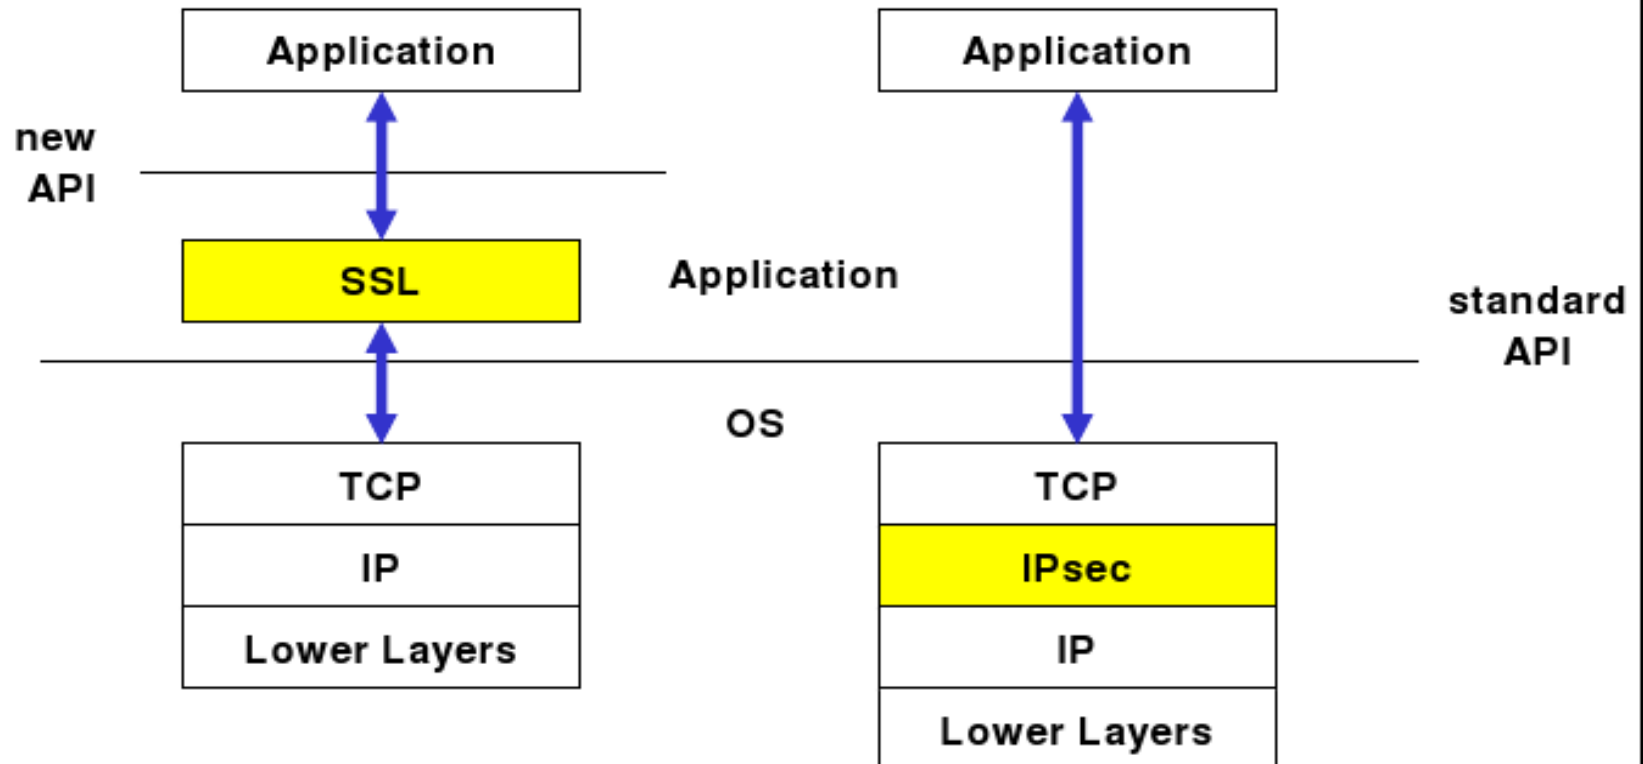 Application
Application
new
API
SSL
Application
standard
API
OS
TCP
TCP
IP
IPsec
Lower Layers
IP
Lower Layers